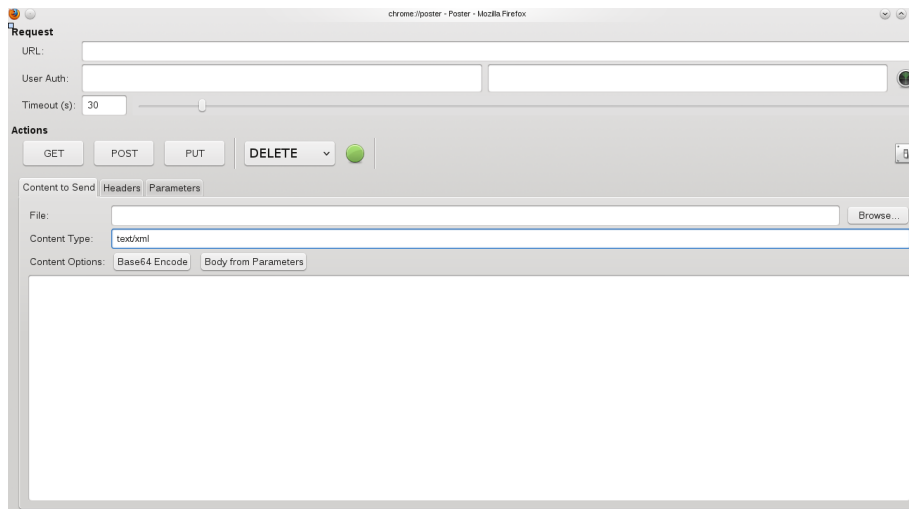 chrome://poster - Poster - Mozilla Firefox
Request
URL:
User Auth:
Timeout (s): 30
Actions
GET POST PUT DELETE
Content to Send Headers Parameters
File: Browse...
Content Type: text/xml
Content Options: Base64 Encode Body from Parameters